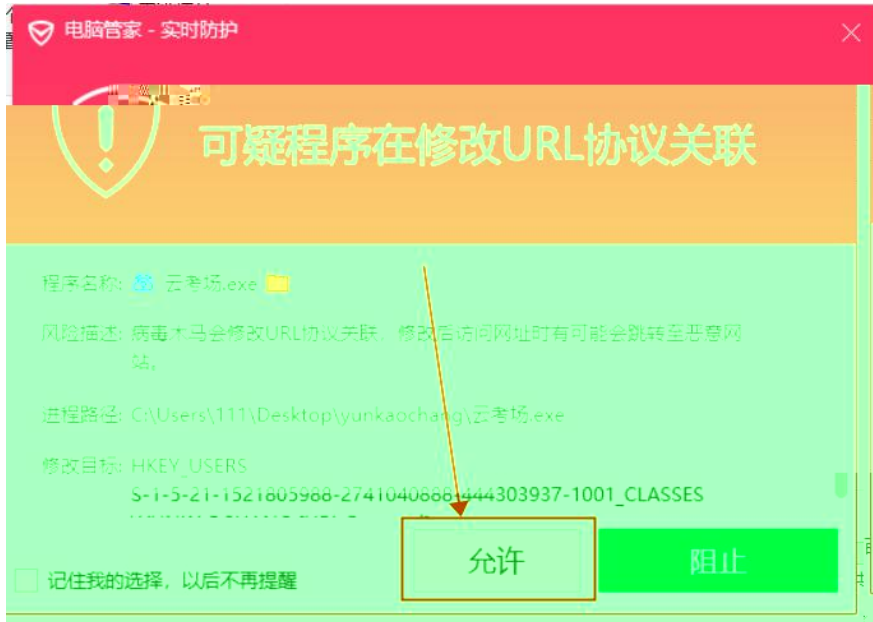 电脑管家 - 实时防护
可疑程序在修改URL协议关联
程序名称: 云考场.exe
风险描述: 病毒木马会修改URL协议关联，修改后访问网址时有可能会跳转至恶意网
站。
进程路径: C:\Users\111\Desktop\yunkaochang\云考场.exe
修改目标: HKEY_USERS
S-1-5-21-1521805988-2741040888-444303937-1001_CLASSES
允许
阻止
记住我的选择，以后不再提醒